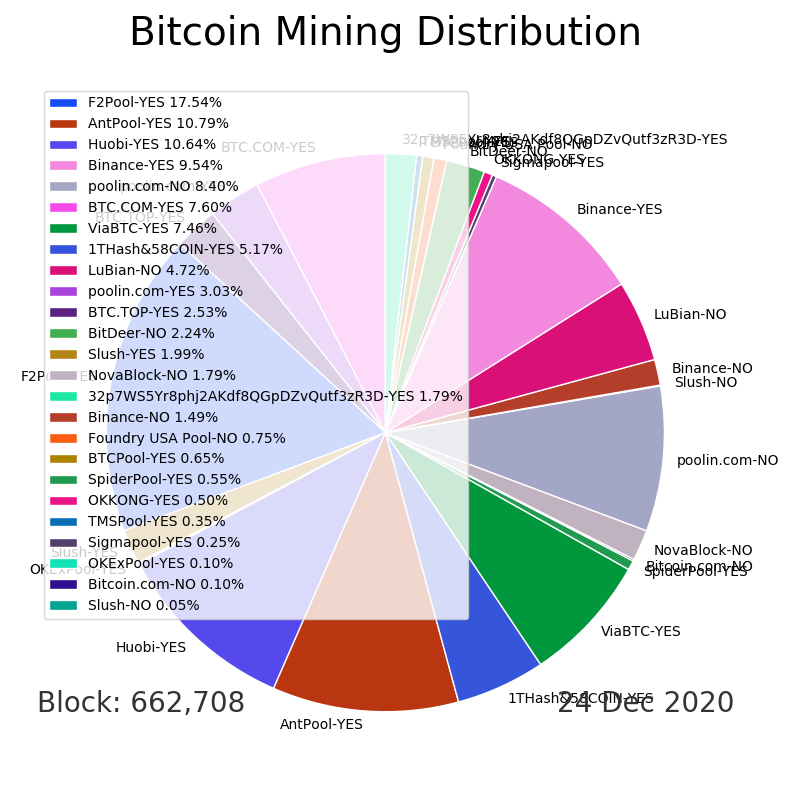 Bitcoin Mining Distribution
F2Pool-YES 17.54%
AntPool-YES 10.79%
Huobi-YES 10.64%
Binance-YES 9.54%
poolin.com-NO 8.40%
BTC.COM-YES 7.60%
ViaBTC-YES 7.46%
1THash&58COIN-YES 5.17%
LuBian-NO 4.72%
poolin.com-YES 3.03%
BTC.TOP-YES 2.53%
BitDeer-NO 2.24%
Slush-YES 1.99%
NovaBlock-NO 1.79%
32p7WS5Yr8phj2AKdf8QGpDZvQutf3zR3D-YES 1.79%
Binance-NO 1.49%
Foundry USA Pool-NO 0.75%
BTCPool-YES 0.65%
SpiderPool-YES 0.55%
OKKONG-YES 0.50%
TMSPool-YES 0.35%
Sigmapool-YES 0.25%
OKExPool-YES 0.10%
Bitcoin.com-NO 0.10%
Slush-NO 0.05%
BTC.COM-YES
BTC.TOP-YES
Slush-YES
OKExPool-YES
Huobi-YES
AntPool-YES
1THash&58COIN-YES
ViaBTC-YES
SpiderPool-YES
Bitcoin.com-NO
NovaBlock-NO
poolin.com-NO
Slush-NO
Binance-NO
LuBian-NO
Binance-YES
Sigmapool-YES
OKKONG-YES
BitDeer-NO
Block: 662,708
24 Dec 2020